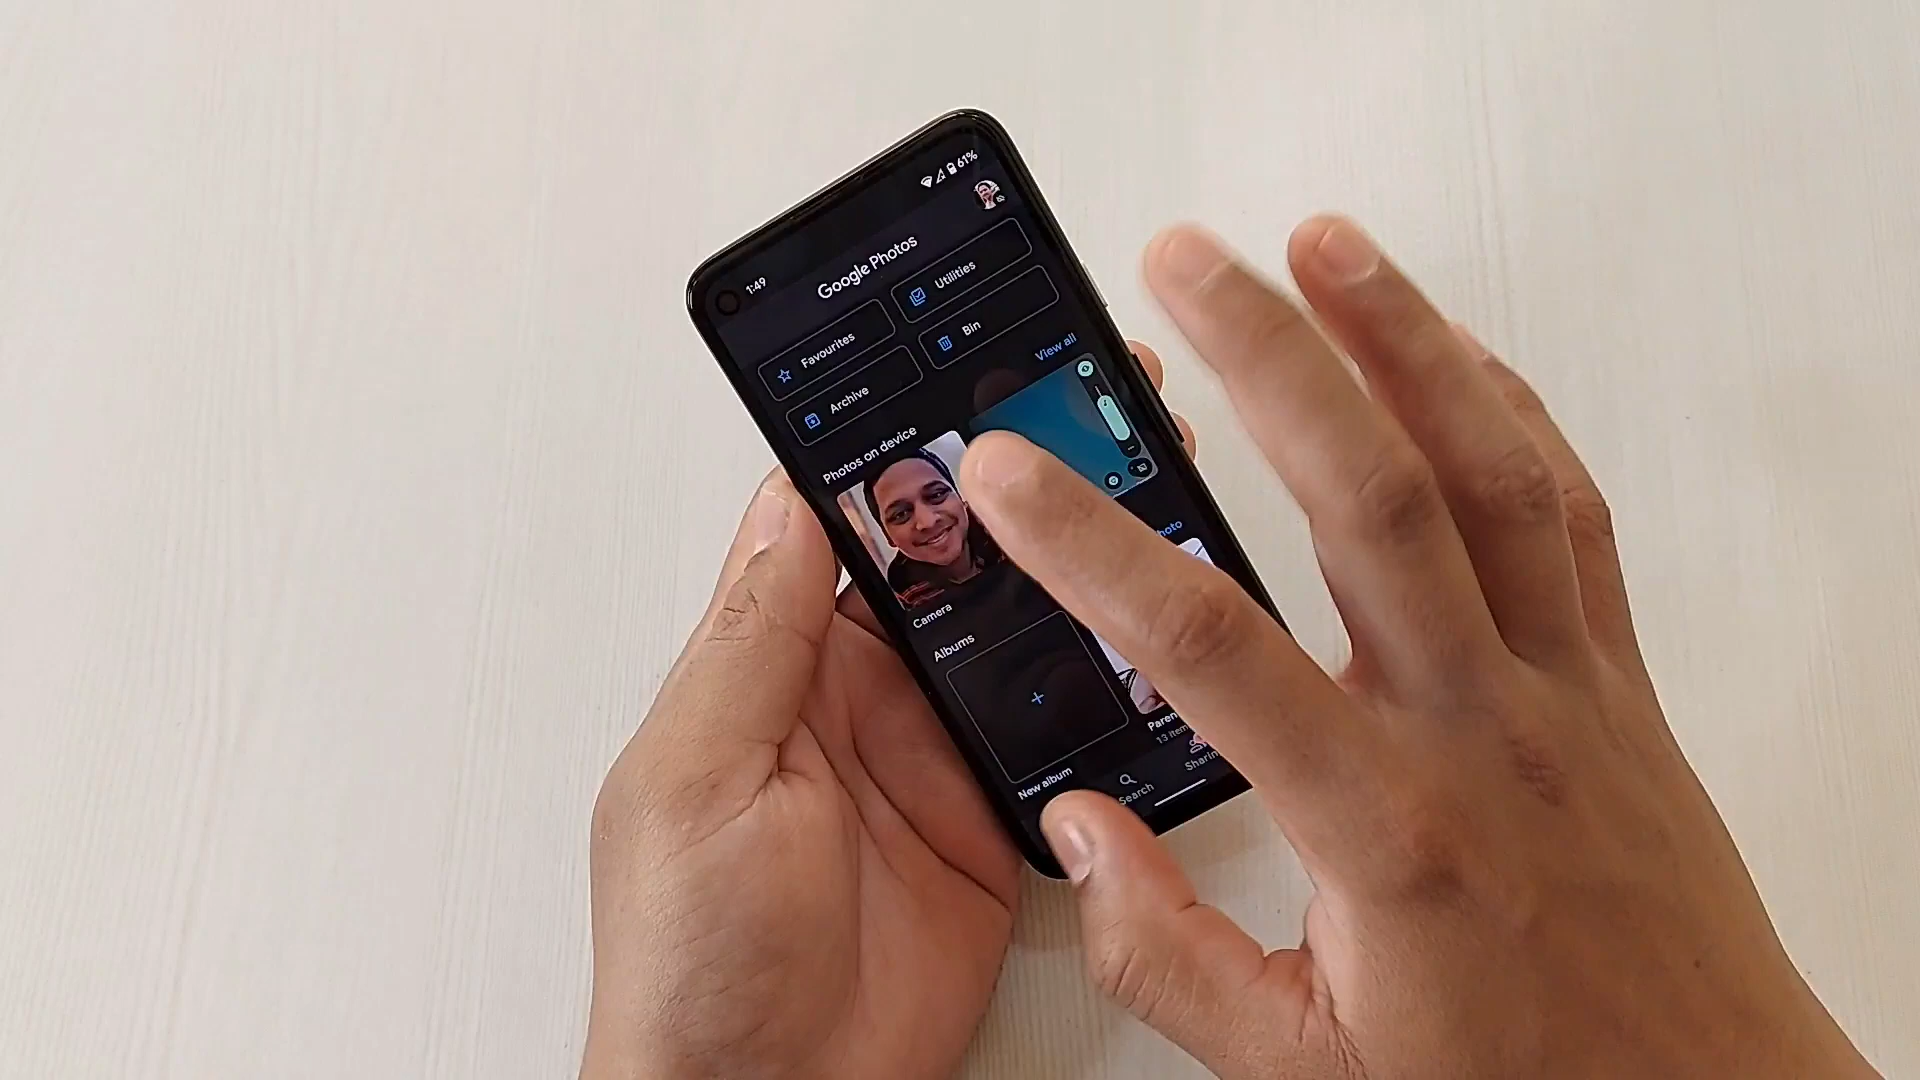 1:49
61%
Google Photos
Favourites
Utilities
Archive
Bin
Photos on device
View all
Camera
Albums
New album
13
Search